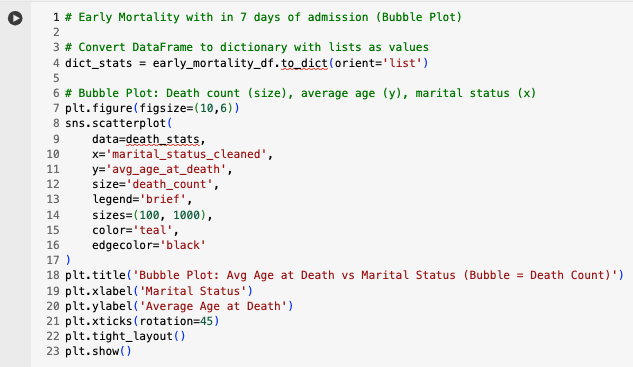 1 # Early Mortality with in 7 days of admission (Bubble Plot)
2
3 # Convert DataFrame to dictionary with lists as values
4 dict_stats = early_mortality_df.to_dict(orient='list')
5
6 # Bubble Plot: Death count (size), average age (y), marital status (x)
7 plt.figure(figsize=(10,6))
8 sns.scatterplot(
9     data=death_stats,
10     x='marital_status_cleaned',
11     y='avg_age_at_death',
12     size='death_count',
13     legend='brief',
14     sizes=(100, 1000),
15     color='teal',
16     edgecolor='black'
17 )
18 plt.title('Bubble Plot: Avg Age at Death vs Marital Status (Bubble = Death Count)')
19 plt.xlabel('Marital Status')
20 plt.ylabel('Average Age at Death')
21 plt.xticks(rotation=45)
22 plt.tight_layout()
23 plt.show()